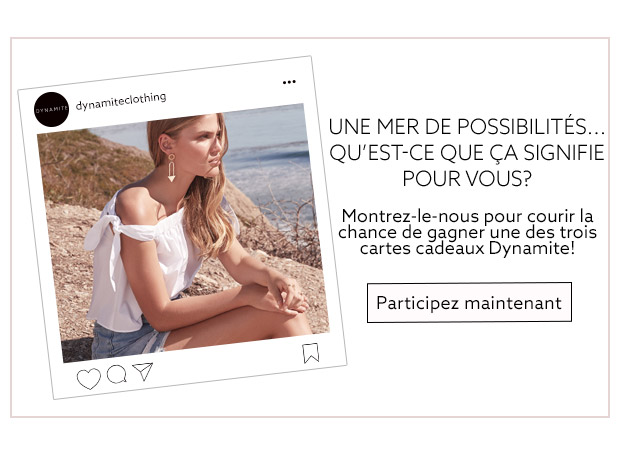 DYNAMITE
dynamiteclothing
UNE MER DE POSSIBILITÉS...
QU'EST-CE QUE ÇA SIGNIFIE
POUR VOUS?
Montrez-le-nous pour courir la
chance de gagner une des trois
cartes cadeaux Dynamite!
Participez maintenant